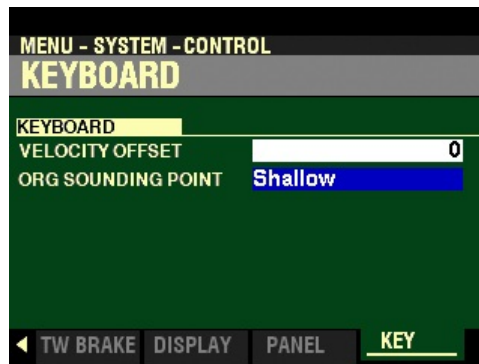 MENU - SYSTEM - CONTROL
KEYBOARD
KEYBOARD
VELOCITY OFFSET 0
ORG SOUNDING POINT Shallow
TW BRAKE DISPLAY PANEL KEY